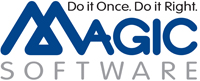 Do it Once. Do it Right.
MAGIC
SOFTWARE